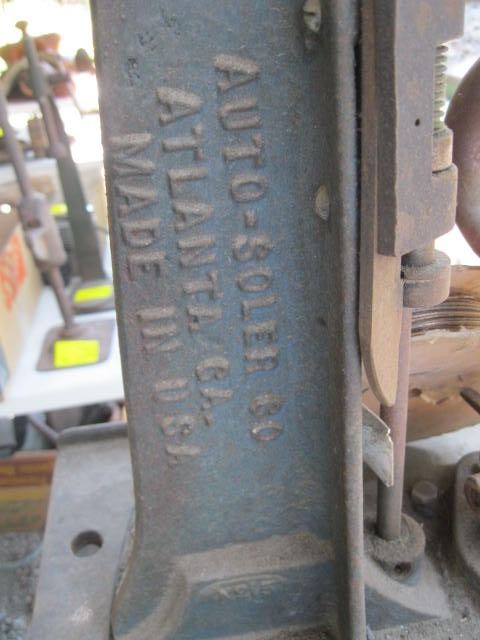 AUTO-SOLER CO
ATLANTA, GA.
MADE IN USA